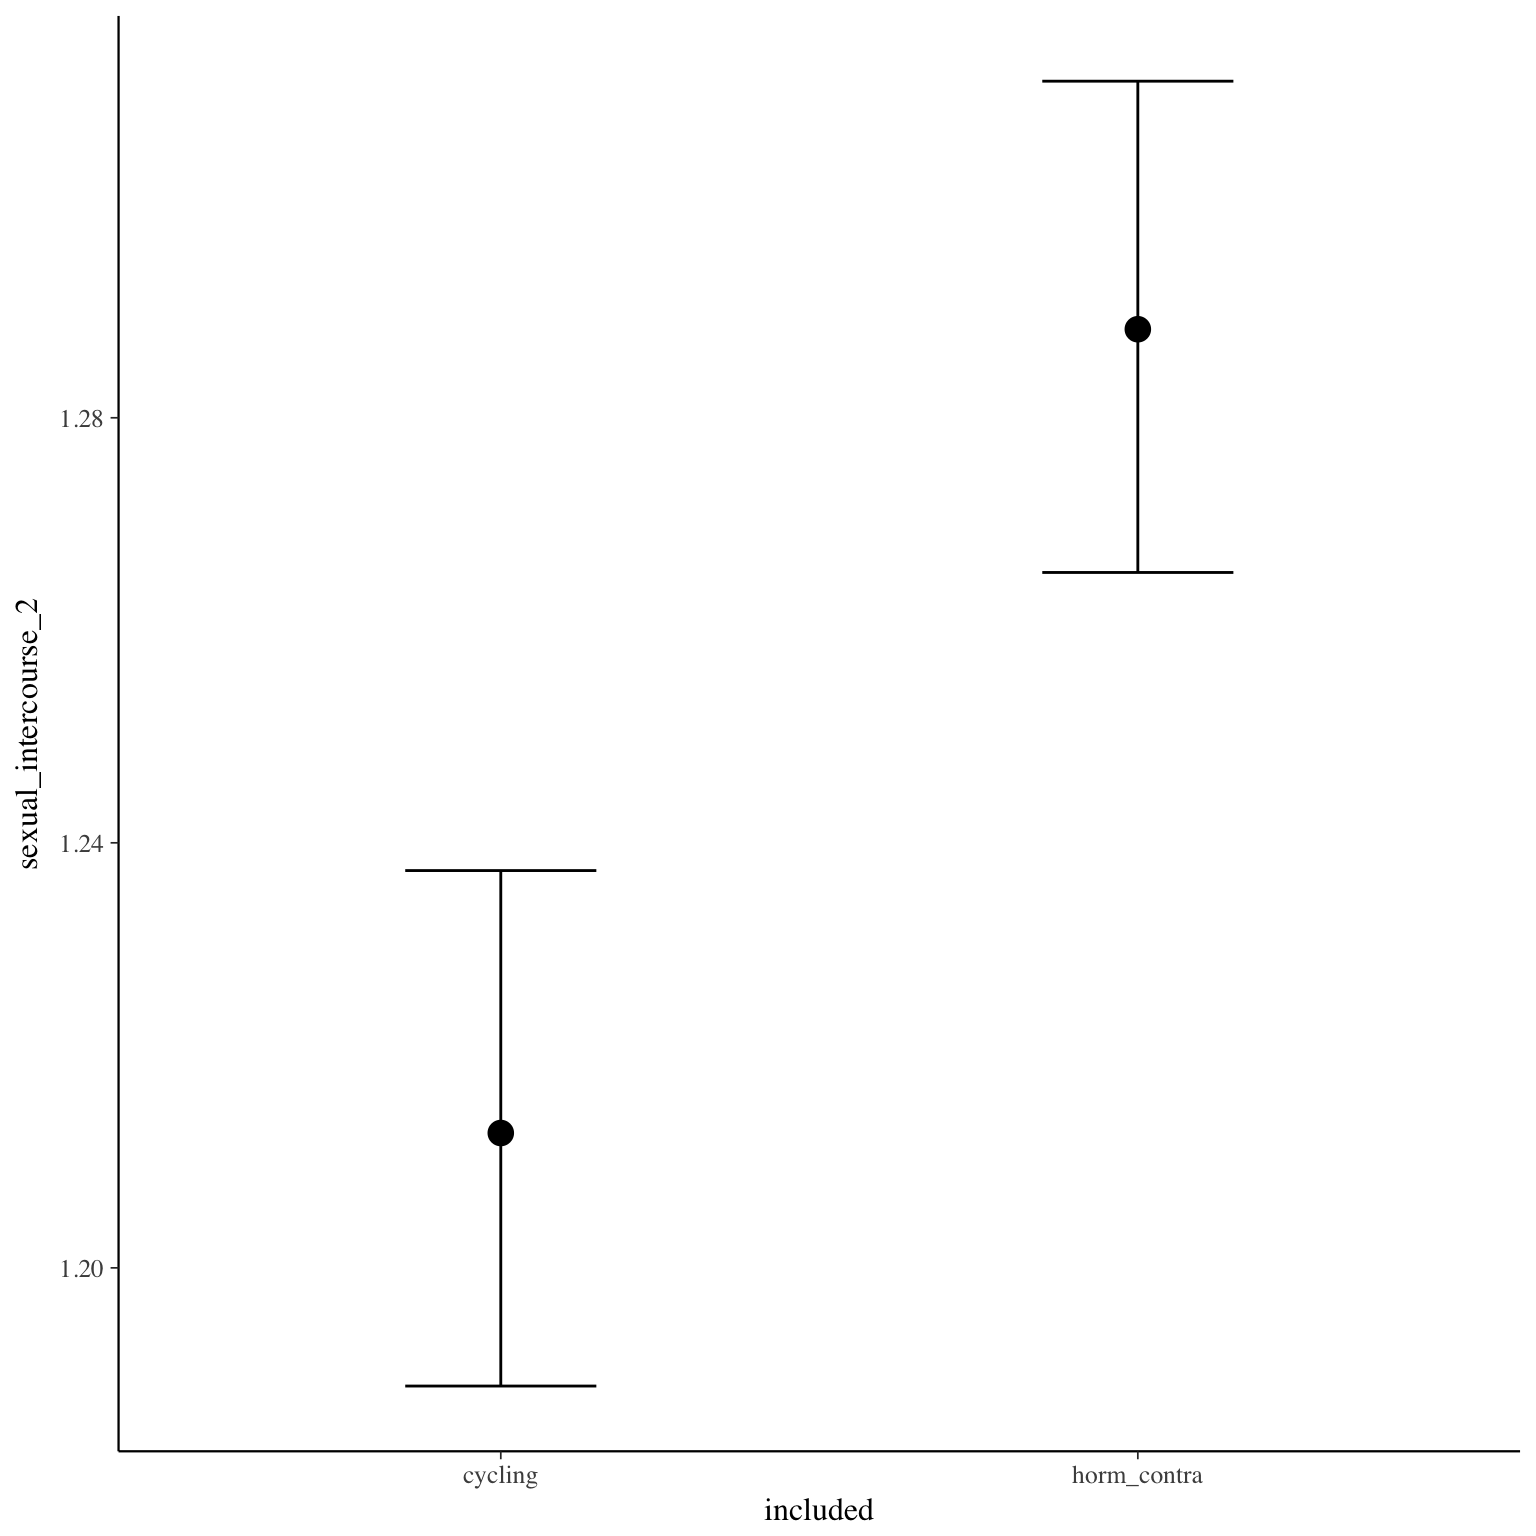 sexual_intercourse_2
1.28
1.24
1.20
cycling
horm_contra
included